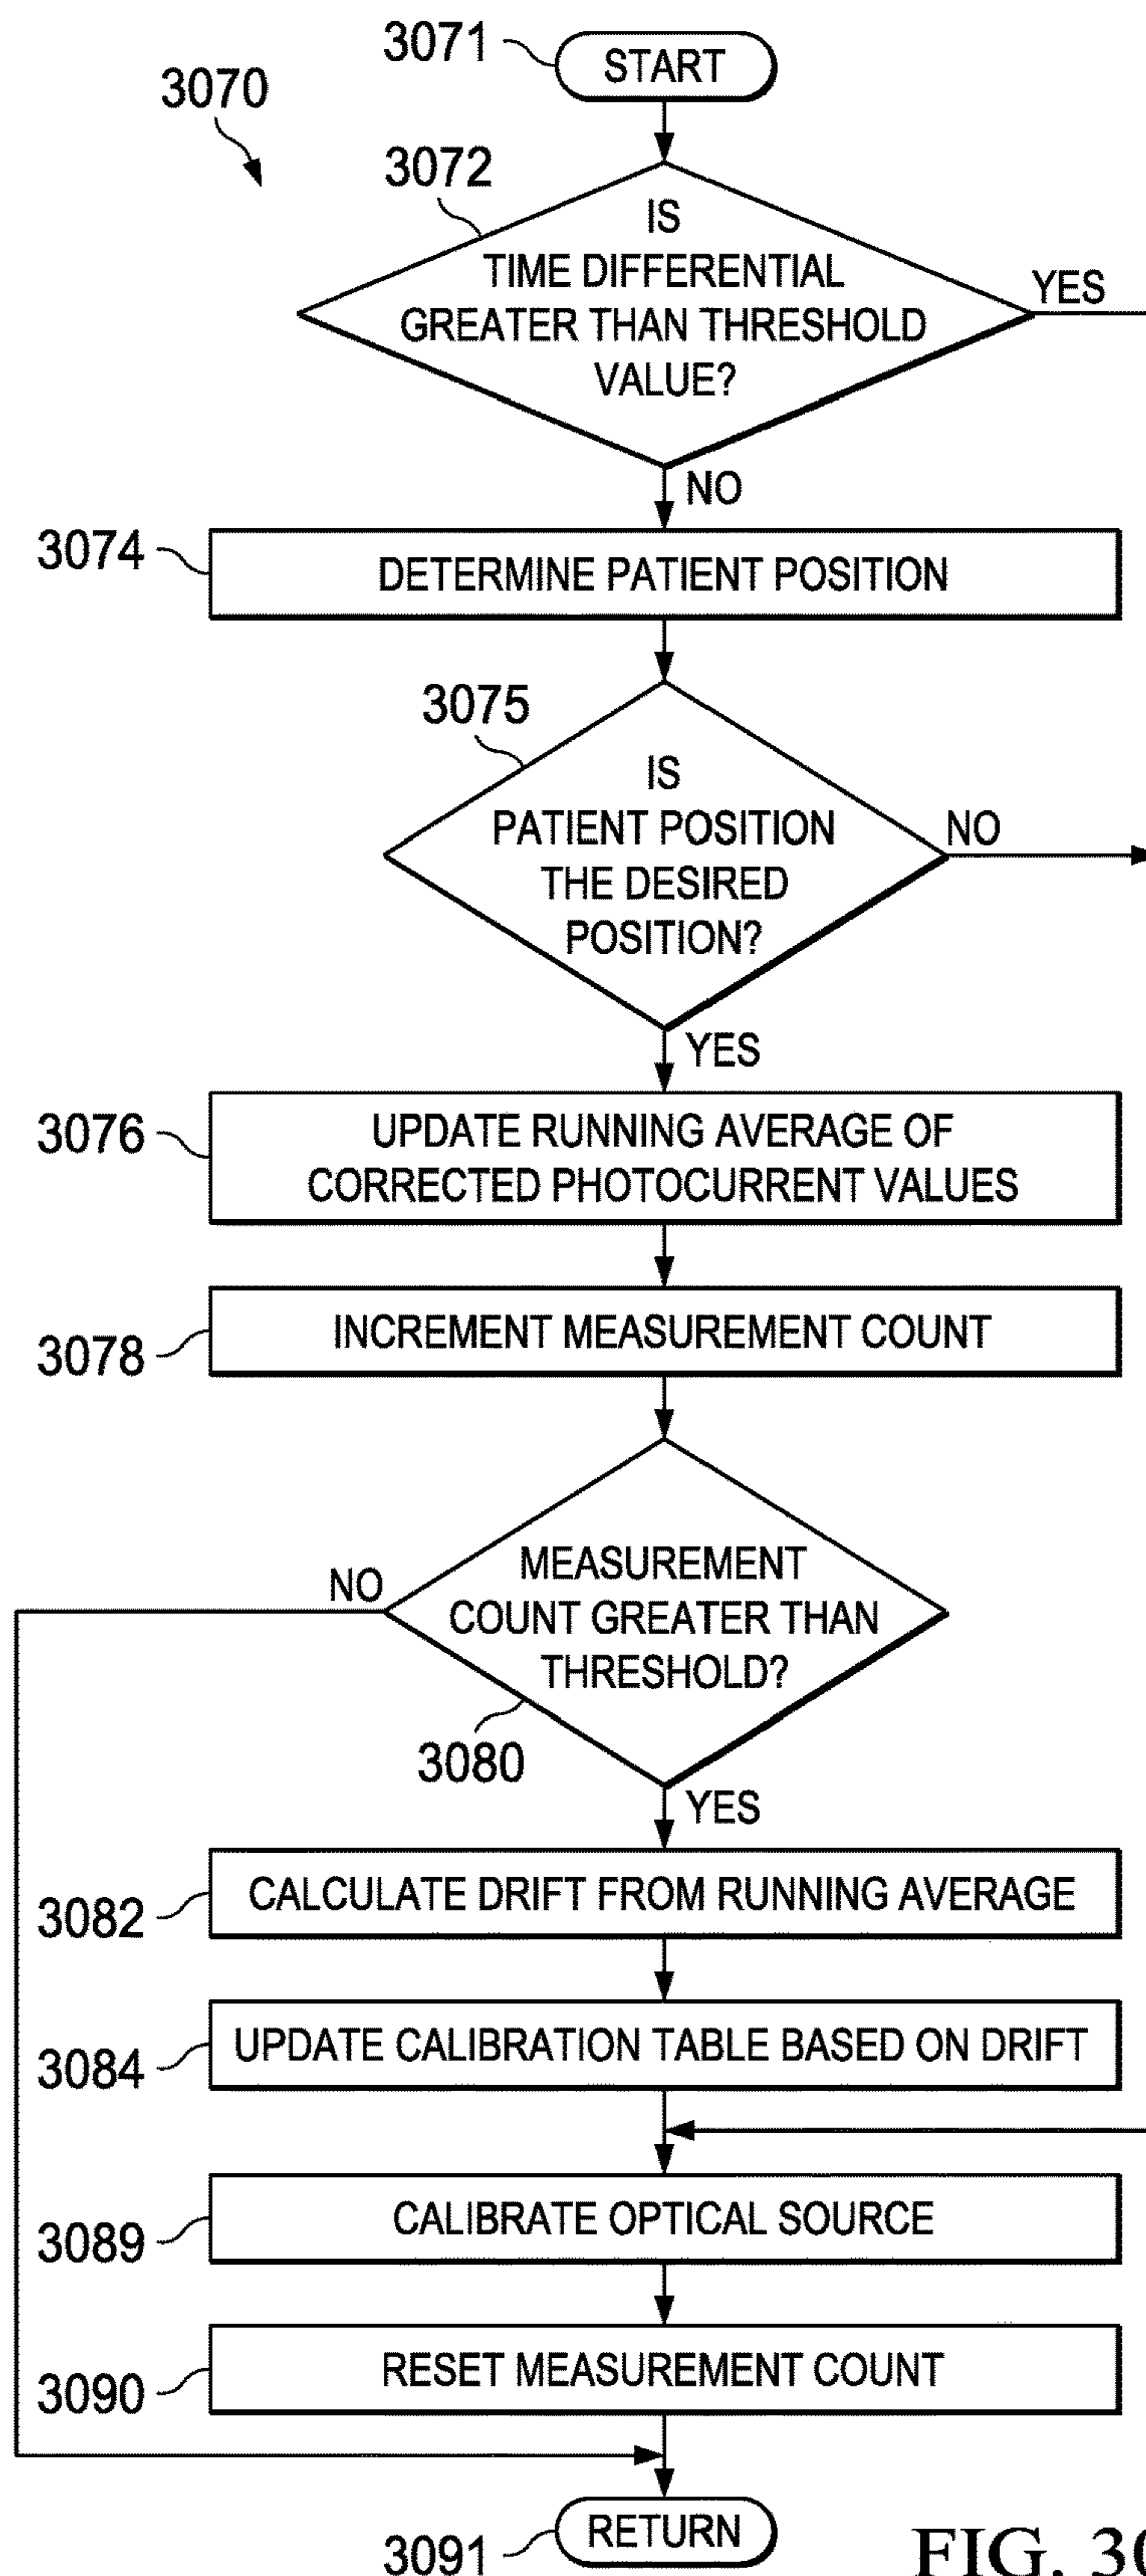 3071
START
3070
3072
IS
TIME DIFFERENTIAL
GREATER THAN THRESHOLD
VALUE?
YES
NO
3074
DETERMINE PATIENT POSITION
3075
IS
PATIENT POSITION
THE DESIRED
POSITION?
NO
YES
3076
UPDATE RUNNING AVERAGE OF
CORRECTED PHOTOCURRENT VALUES
3078
INCREMENT MEASUREMENT COUNT
MEASUREMENT
COUNT GREATER THAN
THRESHOLD?
NO
3080
YES
3082
CALCULATE DRIFT FROM RUNNING AVERAGE
3084
UPDATE CALIBRATION TABLE BASED ON DRIFT
3089
CALIBRATE OPTICAL SOURCE
3090
RESET MEASUREMENT COUNT
3091
RETURN
FIG.